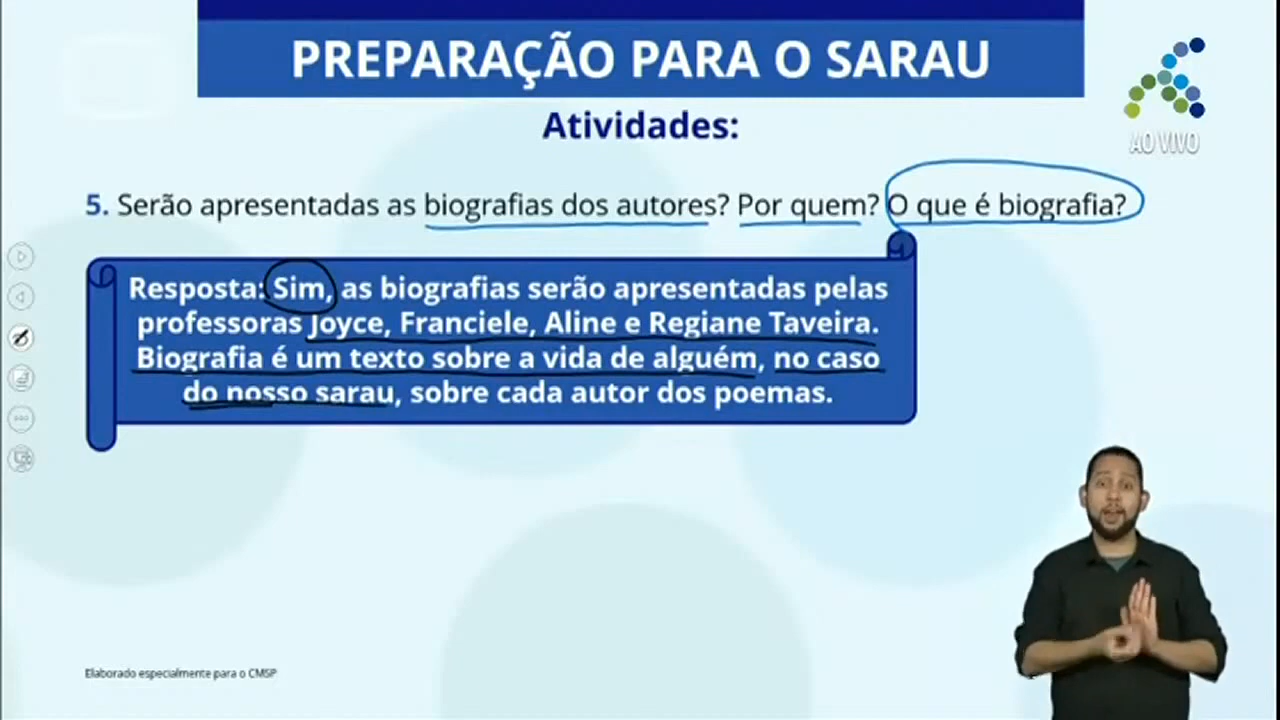 PREPARAÇÃO PARA O SARAU
AO VIVO
Atividades:
5. Serão apresentadas as biografias dos autores? Por quem? O que é biografia?
Resposta: Sim, as biografias serão apresentadas pelas
professoras Joyce, Franciele, Aline e Regiane Taveira.
Biografia é um texto sobre a vida de alguém, no caso
do nosso sarau, sobre cada autor dos poemas.
Elaborado especialmente para o CMSP